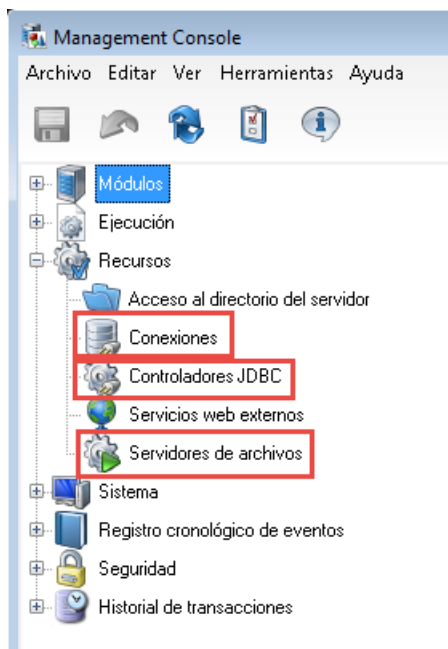 Management Console
Archivo Editar Ver Herramientas Ayuda
Módulos
Ejecución
Recursos
Acceso al directorio del servidor
Conexiones
Controladores JDBC
Servicios web externos
Servidores de archivos
Sistema
Registro cronológico de eventos
Seguridad
Historial de transacciones